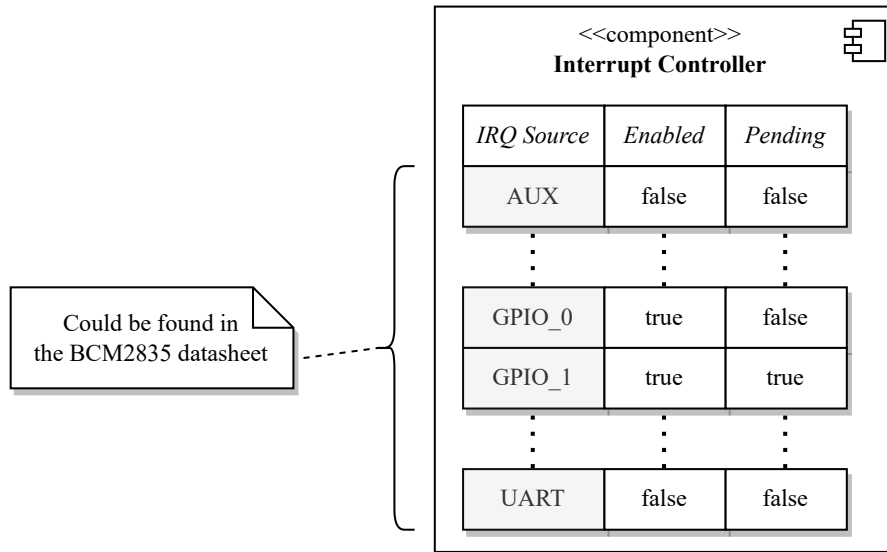 <<component>>
Interrupt Controller
IRQ Source Enabled Pending
AUX false false
GPIO_0 true false
GPIO_1 true true
UART false false
Could be found in
the BCM2835 datasheet